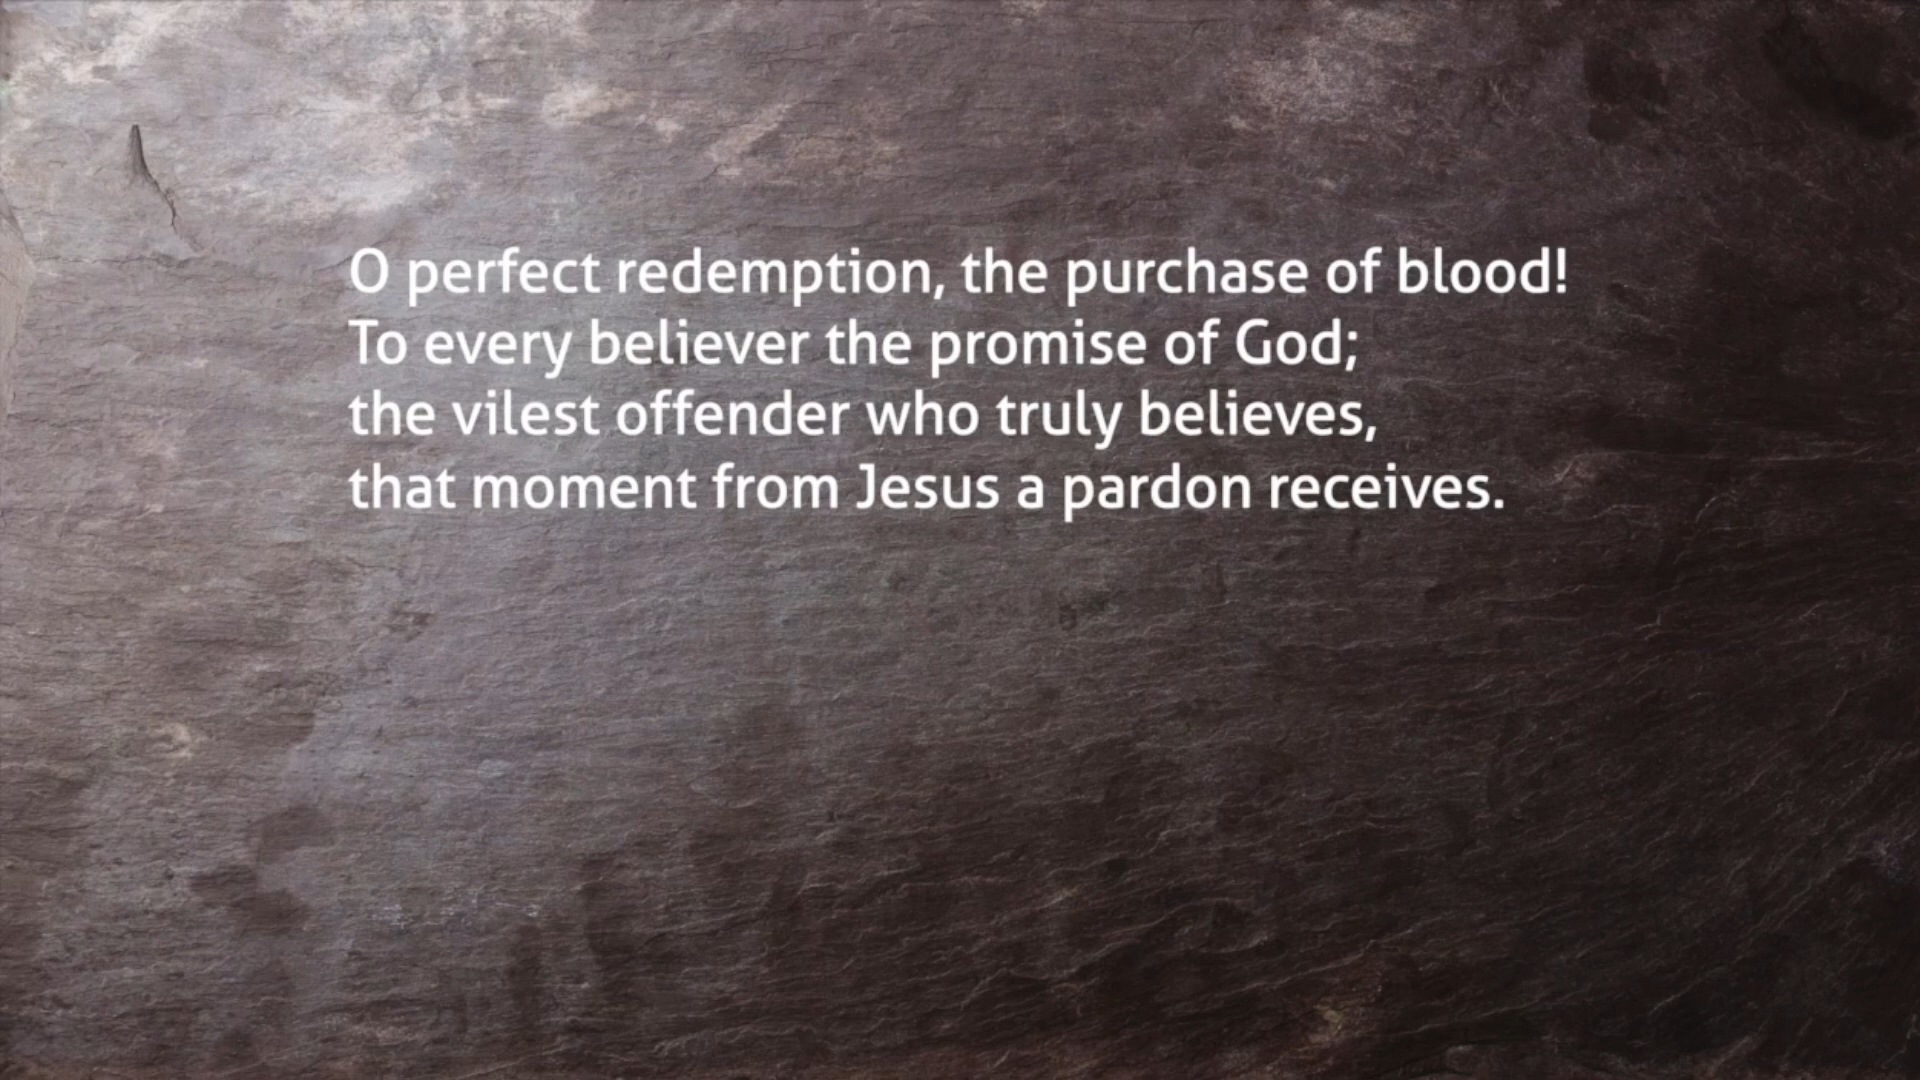 O perfect redemption, the purchase of blood!
To every believer the promise of God;
the vilest offender who truly believes,
that moment from Jesus a pardon receives.